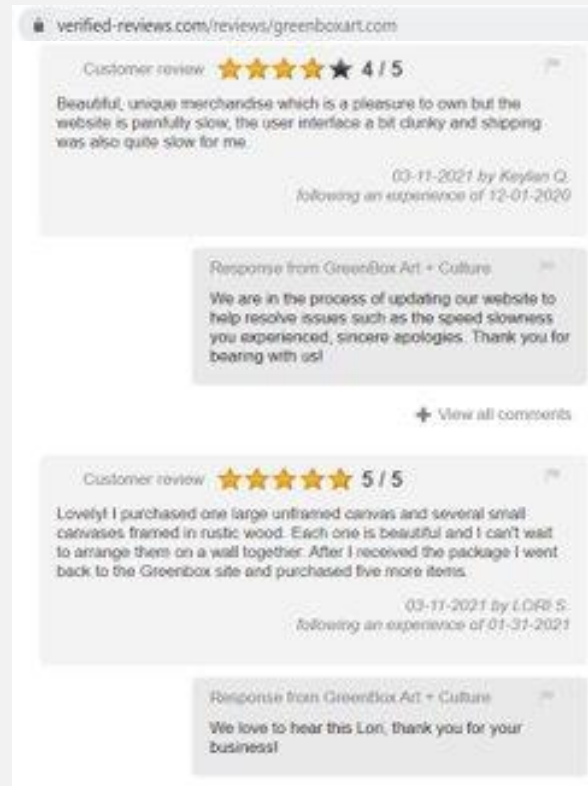 verified-reviews.com/reviews/greenboxart.com
Customer review 4 / 5
Beautiful, unique merchandise which is a pleasure to own but the
website is painfully slow, the user interface a bit clunky and shipping
was also quite slow for me.
03-11-2021 by Keylan Q.
following an experience of 12-01-2020
Response from GreenBox Art + Culture
We are in the process of updating our website to
help resolve issues such as the speed slowness
you experienced, sincere apologies. Thank you for
bearing with us!
+ View all comments
Customer review 5 / 5
Lovely! I purchased one large unframed canvas and several small
canvases framed in rustic wood. Each one is beautiful and I can't wait
to arrange them on a wall together. After I received the package I went
back to the Greenbox site and purchased five more items.
03-11-2021 by LORI S.
following an experience of 01-31-2021
Response from GreenBox Art + Culture
We love to hear this Lori, thank you for your
business!